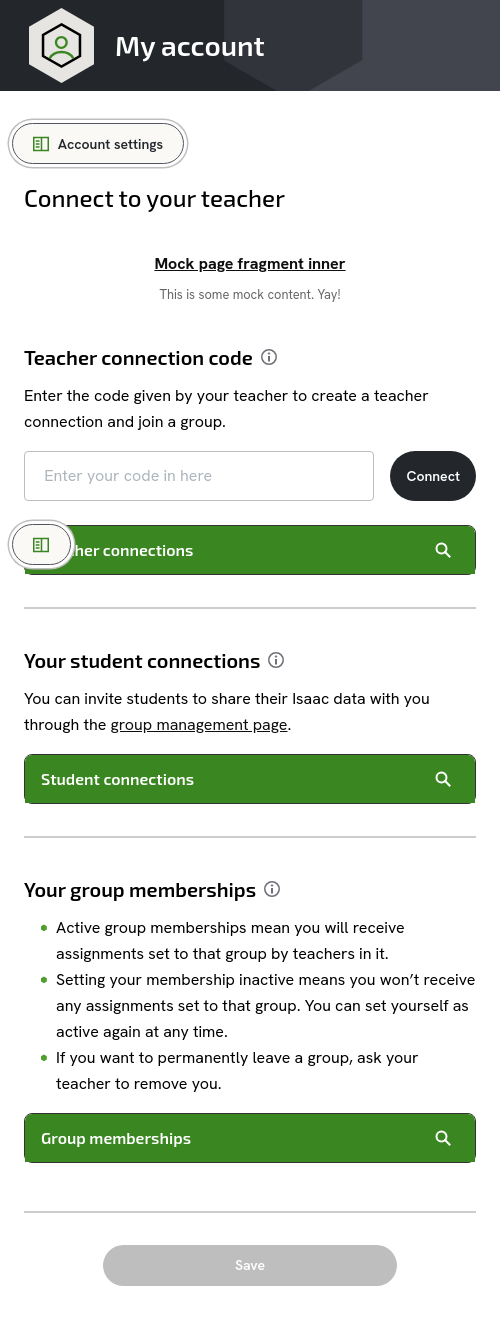 My account
Account settings
Connect to your teacher
Mock page fragment inner
This is some mock content. Yay!
Teacher connection code
Enter the code given by your teacher to create a teacher
connection and join a group.
Enter your code in here
Connect
connections
Your student connections
You can invite students to share their Isaac data with you
through the group management page.
Student connections
Your group memberships
Active group memberships mean you will receive
assignments set to that group by teachers in it.
Setting your membership inactive means you won’t receive
any assignments set to that group. You can set yourself as
active again at any time.
If you want to permanently leave a group, ask your
teacher to remove you.
Group memberships
Save